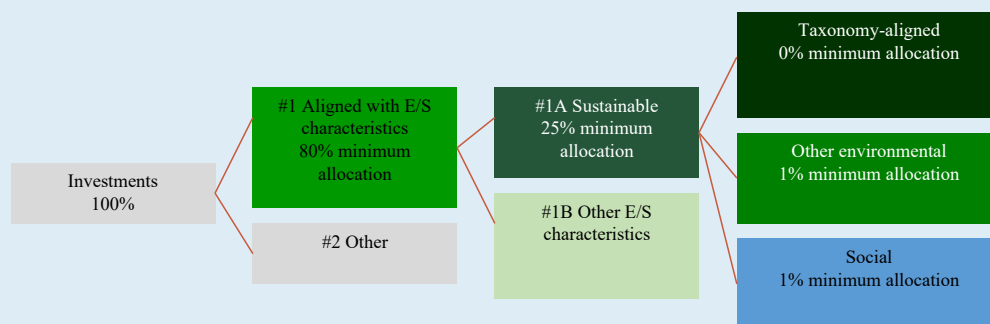 Investments
100%
#1 Aligned with E/S
characteristics
80% minimum
allocation
#2 Other
#1A Sustainable
25% minimum
allocation
#1B Other E/S
characteristics
Taxonomy-aligned
0% minimum allocation
Other environmental
1% minimum allocation
Social
1% minimum allocation